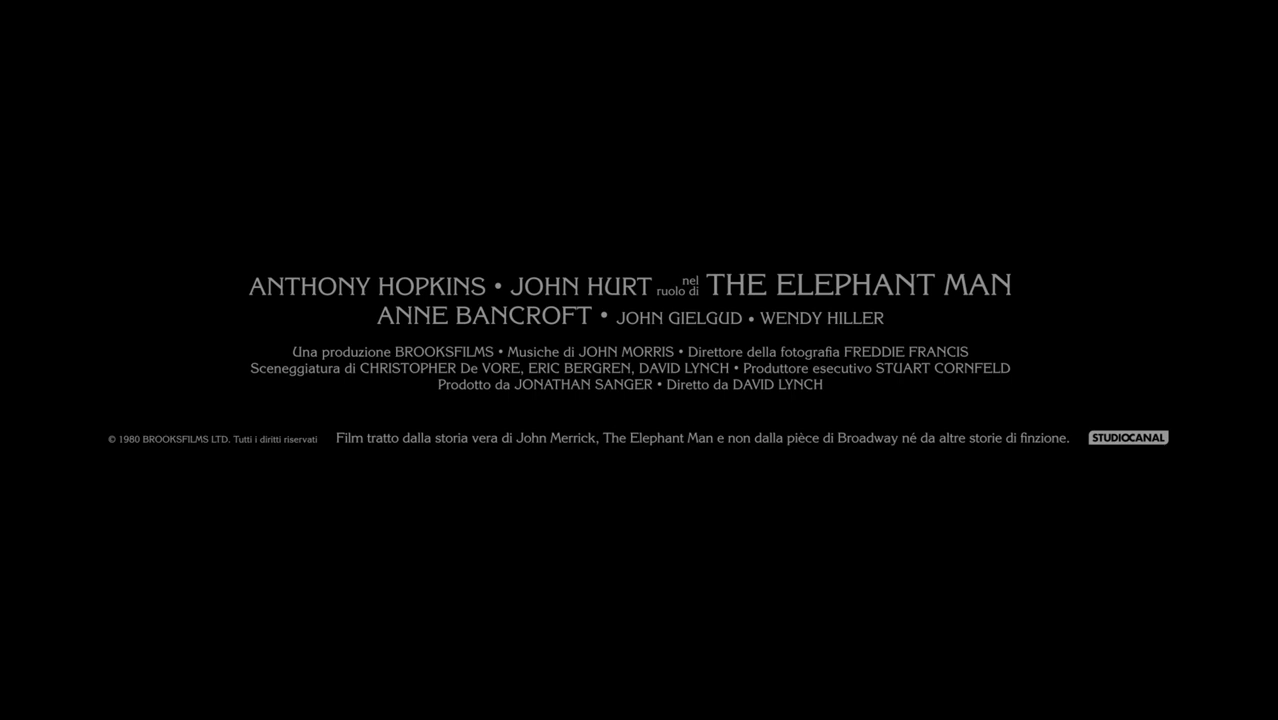 ANTHONY HOPKINS • JOHN HURT nel ruolo di THE ELEPHANT MAN
ANNE BANCROFT • JOHN GIELGUD • WENDY HILLER
Una produzione BROOKSFILMS • Musiche di JOHN MORRIS • Direttore della fotografia FREDDIE FRANCIS
Sceneggiatura di CHRISTOPHER De VORE, ERIC BERGREN, DAVID LYNCH • Produttore esecutivo STUART CORNFELD
Prodotto da JONATHAN SANGER • Diretto da DAVID LYNCH
© 1980 BROOKSFILMS LTD. Tutti i diritti riservati Film tratto dalla storia vera di John Merrick, The Elephant Man e non dalla pièce di Broadway né da altre storie di finzione. STUDIOCANAL